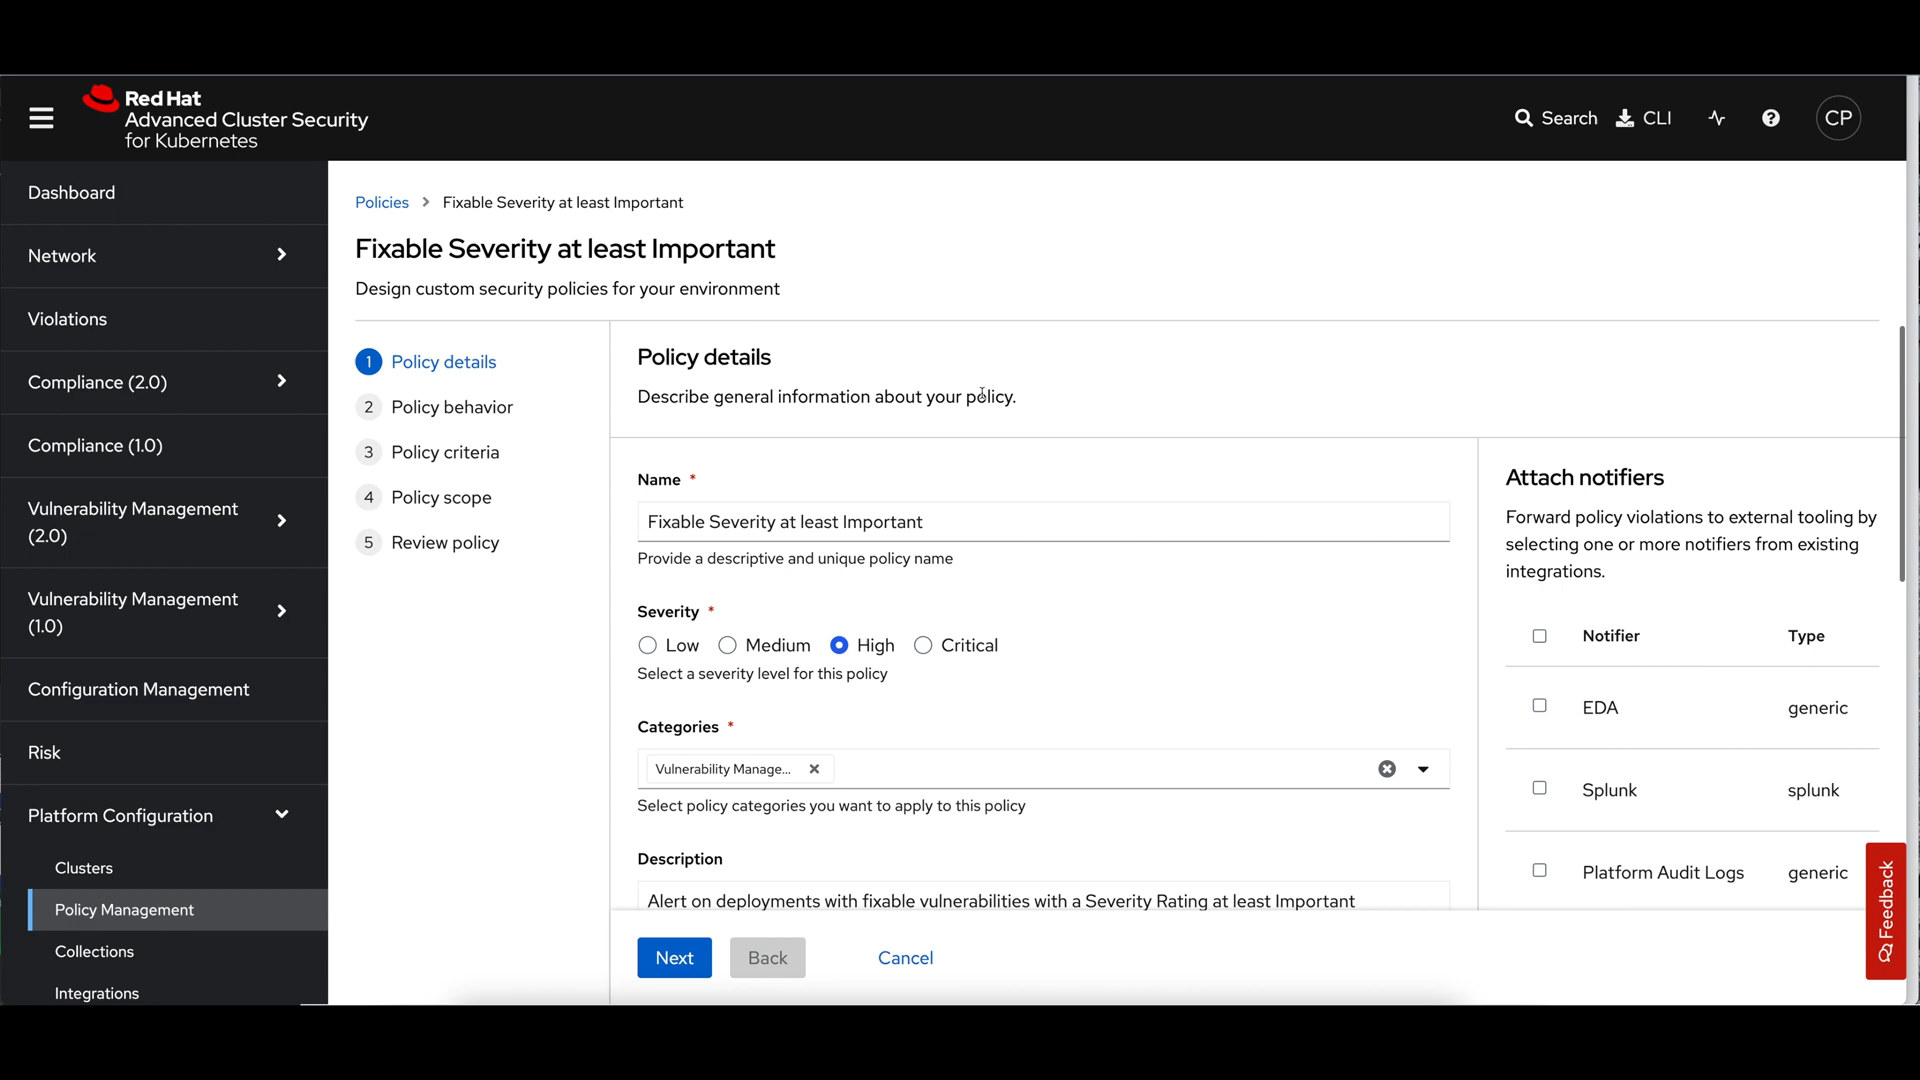 Red Hat
Advanced Cluster Security
for Kubernetes
Search
CLI
CP
Dashboard
Network
Violations
Compliance (2.0)
Compliance (1.0)
Vulnerability Management
(2.0)
Vulnerability Management
(1.0)
Configuration Management
Risk
Platform Configuration
Clusters
Policy Management
Collections
Integrations
Policies > Fixable Severity at least Important
Fixable Severity at least Important
Design custom security policies for your environment
1 Policy details
2 Policy behavior
3 Policy criteria
4 Policy scope
5 Review policy
Policy details
Describe general information about your policy.
Name *
Fixable Severity at least Important
Provide a descriptive and unique policy name
Severity *
Low Medium High Critical
Select a severity level for this policy
Categories *
Vulnerability Manage...
Select policy categories you want to apply to this policy
Description
Alert on deployments with fixable vulnerabilities with a Severity Rating at least Important
Next Back Cancel
Attach notifiers
Forward policy violations to external tooling by
selecting one or more notifiers from existing
integrations.
Notifier Type
EDA generic
Splunk splunk
Platform Audit Logs generic
Feedback